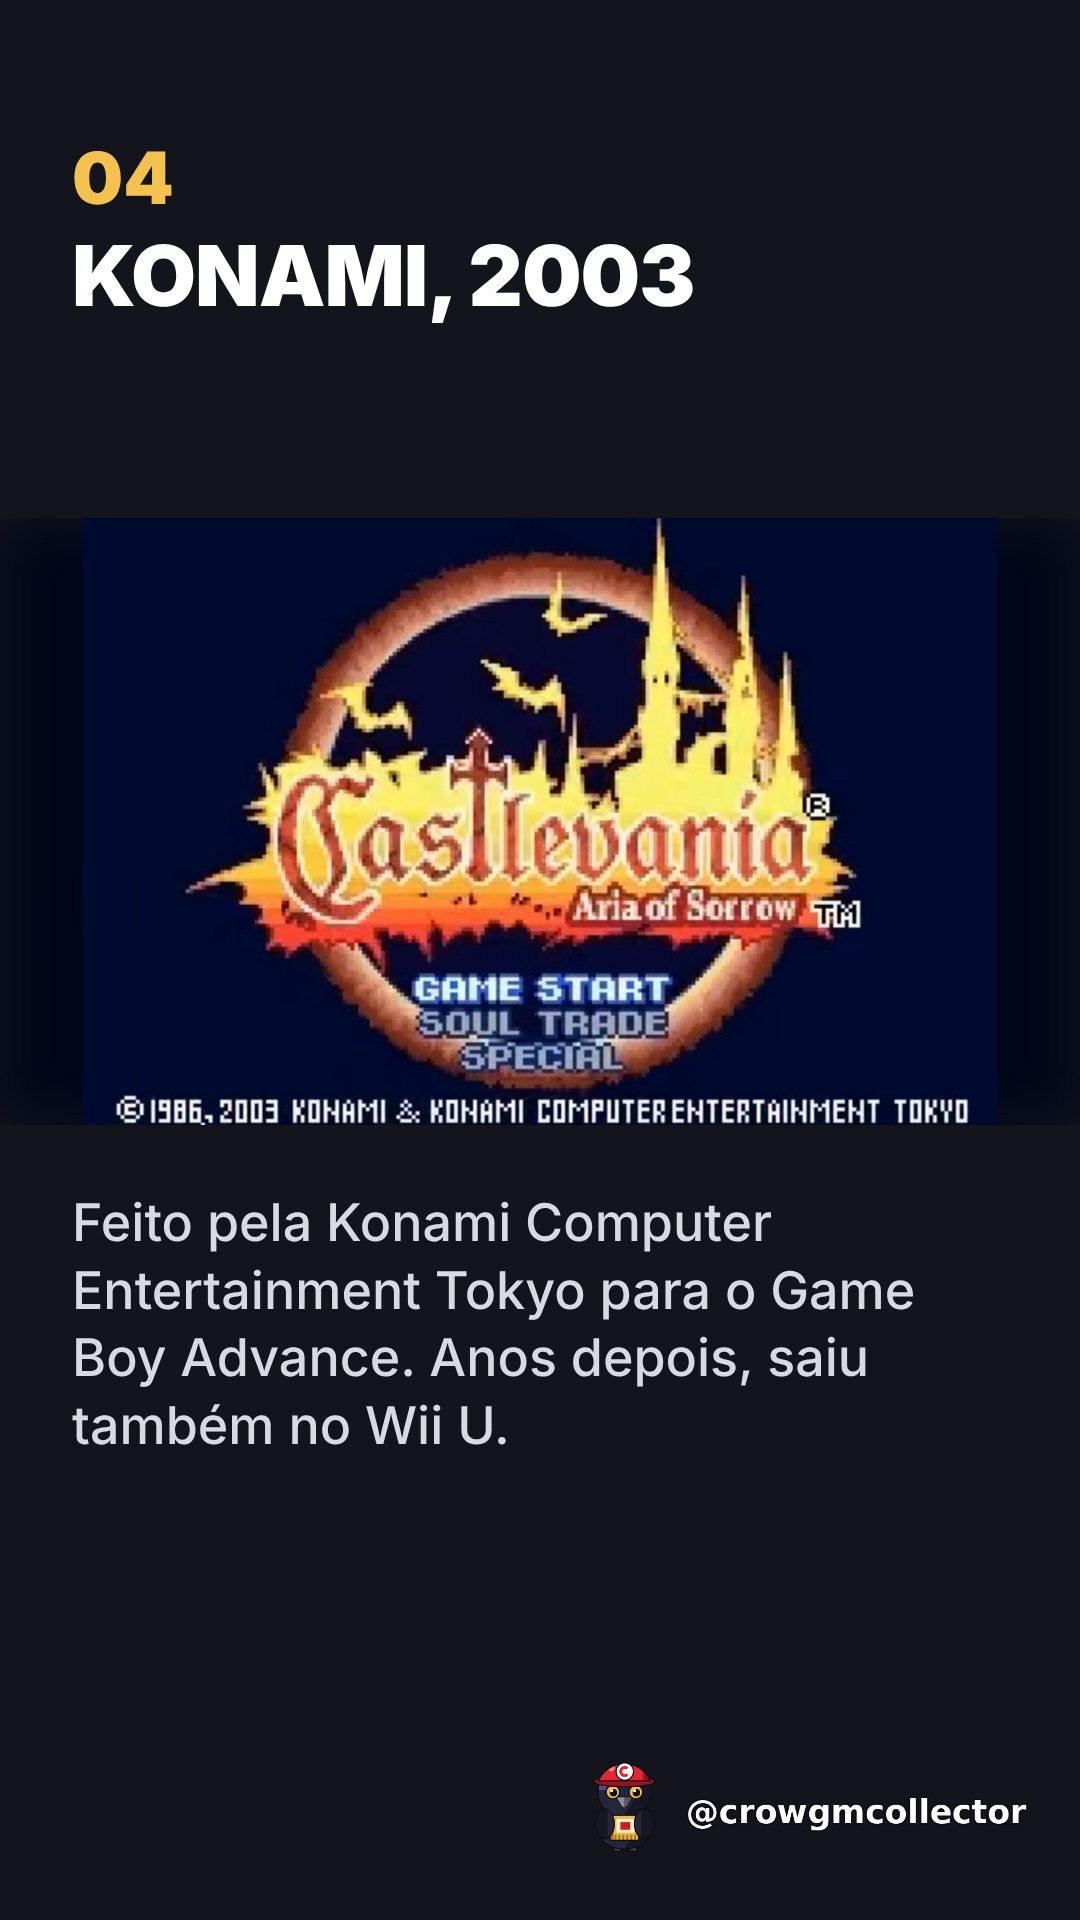 04
KONAMI, 2003
Castlevania®
Aria of Sorrow TM
GAME START
SOUL TRADE
SPECIAL
©1986,2003 KONAMI & KONAMI COMPUTER ENTERTAINMENT TOKYO
Feito pela Konami Computer
Entertainment Tokyo para o Game
Boy Advance. Anos depois, saiu
também no Wii U.
C
@crowgmcollector